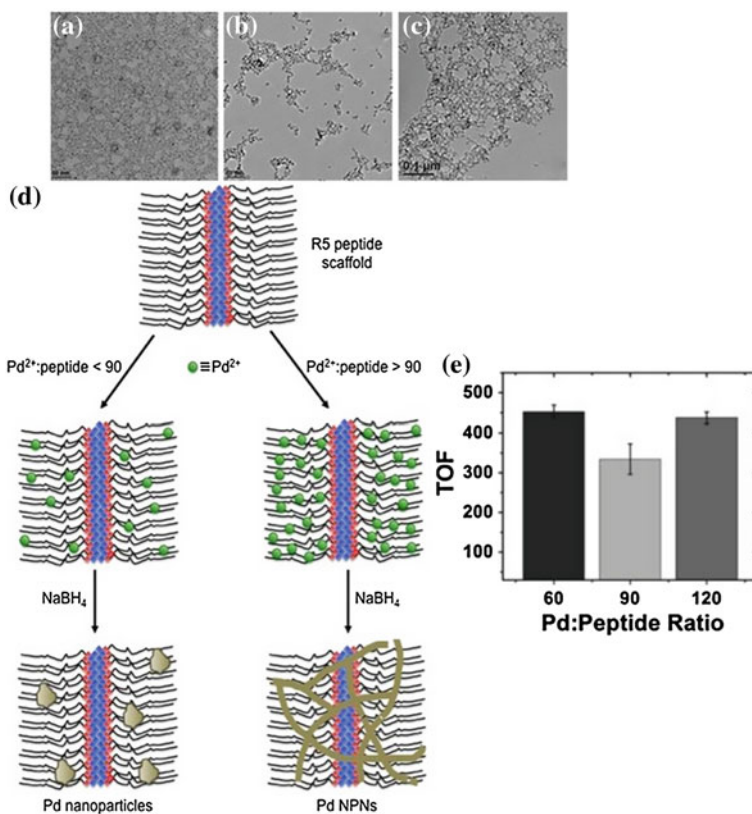 (a)
(b)
(c)
0.1 µm
(d)
R5 peptide
scaffold
Pd²⁺:peptide < 90
≡Pd²⁺
Pd²⁺:peptide > 90
NaBH₄
NaBH₄
Pd nanoparticles
Pd NPNs
(e)
TOF
500
400
300
200
100
60
90
120
Pd:Peptide Ratio